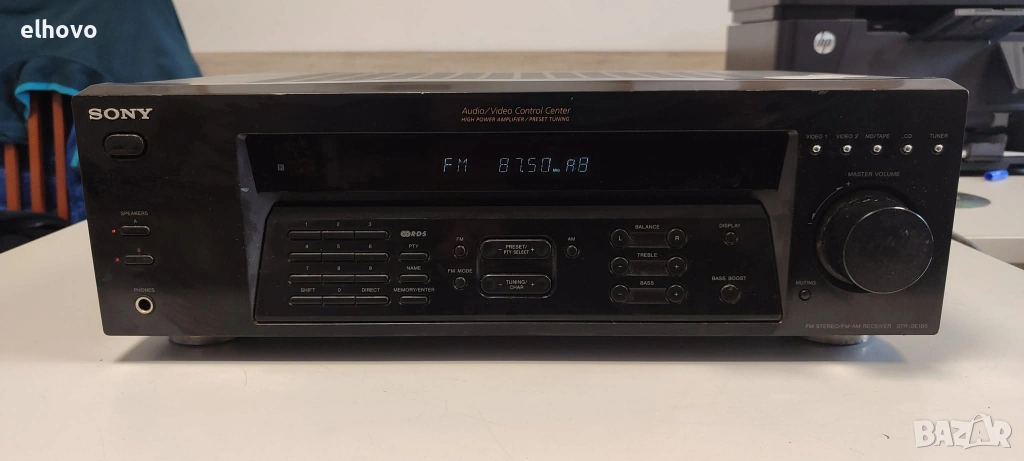 elhovo
hp
SONY
Audio/Video Control Center
HIGH POWER AMPLIFIER/PRESET TUNING
VIDEO 1 VIDEO 2 MD/TAPE CD TUNER
FM 87.50 MHz A8
MASTER VOLUME
SPEAKERS
A
B
PHONES
1 2 3
4 5 6
7 8 9
SHIFT 0 DIRECT
RDS
PTY
NAME
MEMORY/ENTER
FM
FM MODE
- PRESET/ +
PTY SELECT
- TUNING/ +
CHAR
AM
BALANCE
L R
TREBLE
- +
BASS
- +
DISPLAY
BASS BOOST
MUTING
FM STEREO/FM-AM RECEIVER STR-DE185
BAZAR